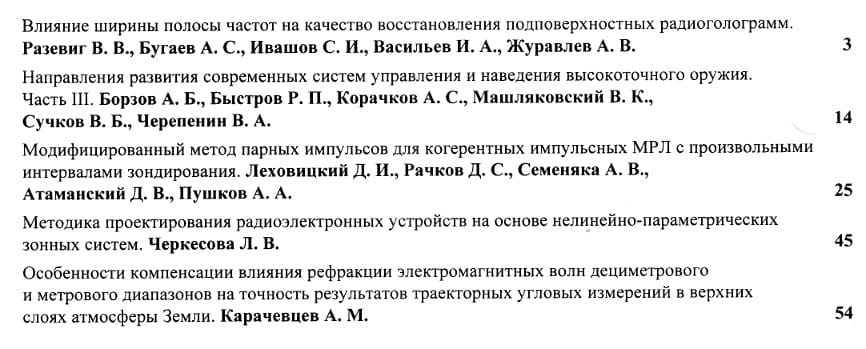 Влияние ширины полосы частот на качество восстановления подповерхностных радиоголограмм.
Разевиг В. В., Бугаев А. С., Ивашов С. И., Васильев И. А., Журавлев А. В. 3
Направления развития современных систем управления и наведения высокоточного оружия.
Часть III. Борзов А. Б., Быстров Р. П., Корачков А. С., Машляковский В. К.,
Сучков В. Б., Черепенин В. А. 14
Модифицированный метод парных импульсов для когерентных импульсных МРЛ с произвольными
интервалами зондирования. Леховицкий Д. И., Рачков Д. С., Семеняка А. В.,
Атаманский Д. В., Пушков А. А. 25
Методика проектирования радиоэлектронных устройств на основе нелинейно-параметрических
зонных систем. Черкесова Л. В. 45
Особенности компенсации влияния рефракции электромагнитных волн дециметрового
и метрового диапазонов на точность результатов траекторных угловых измерений в верхних
слоях атмосферы Земли. Карачевцев А. М. 54